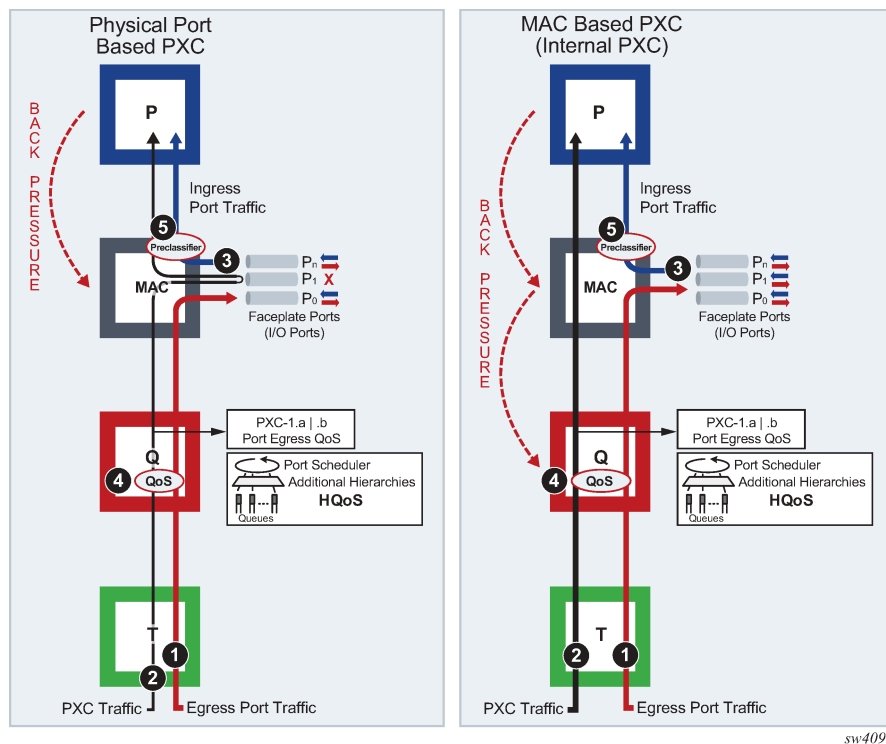 Physical Port
Based PXC
P
BACK PRESSURE
Ingress
Port Traffic
5
Preclassifier
3
Pn
MAC
P1 X
P0
Faceplate Ports
(I/O Ports)
PXC-1.a | .b
Port Egress QoS
Q
4
QoS
Port Scheduler
Additional Hierarchies
HQoS
Queues
T
1
2
PXC Traffic
Egress Port Traffic
MAC Based PXC
(Internal PXC)
P
BACK PRESSURE
Ingress
Port Traffic
5
Preclassifier
3
Pn
MAC
P1
P0
Faceplate Ports
(I/O Ports)
PXC-1.a | .b
Port Egress QoS
Q
4
QoS
Port Scheduler
Additional Hierarchies
HQoS
Queues
T
2
1
PXC Traffic
Egress Port Traffic
sw409